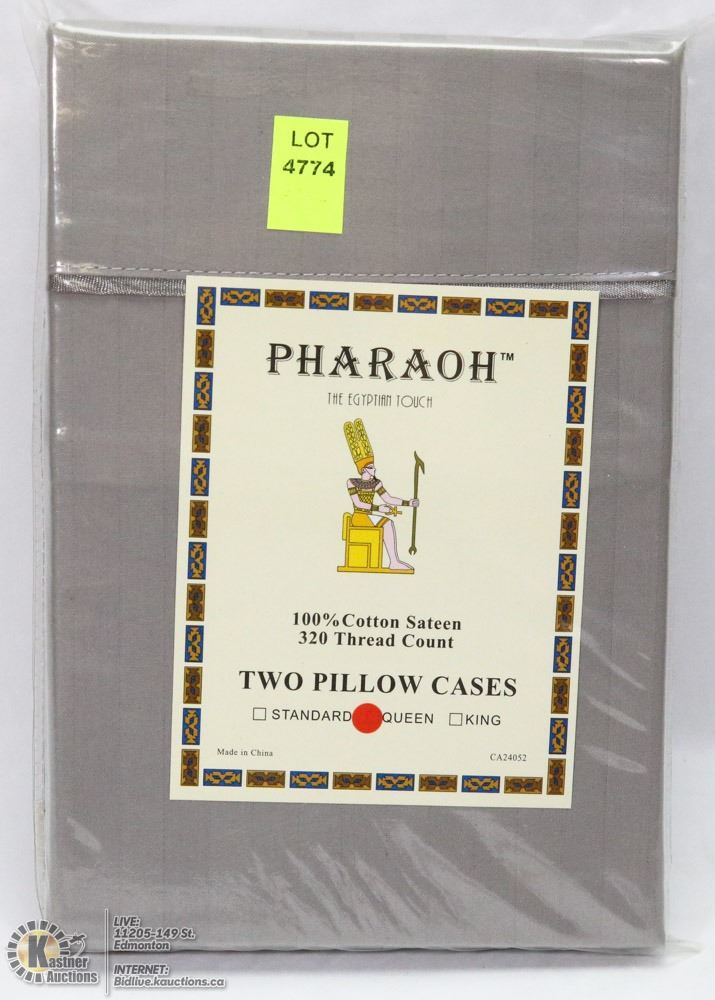 LOT
4774
PHARAOH™
THE EGYPTIAN TOUCH
100%Cotton Sateen
320 Thread Count
TWO PILLOW CASES
STANDARD QUEEN KING
Made in China
CA24052
Kastner
Auctions
LIVE:
11205-149 St.
Edmonton
INTERNET:
Bidlive.kauctions.ca